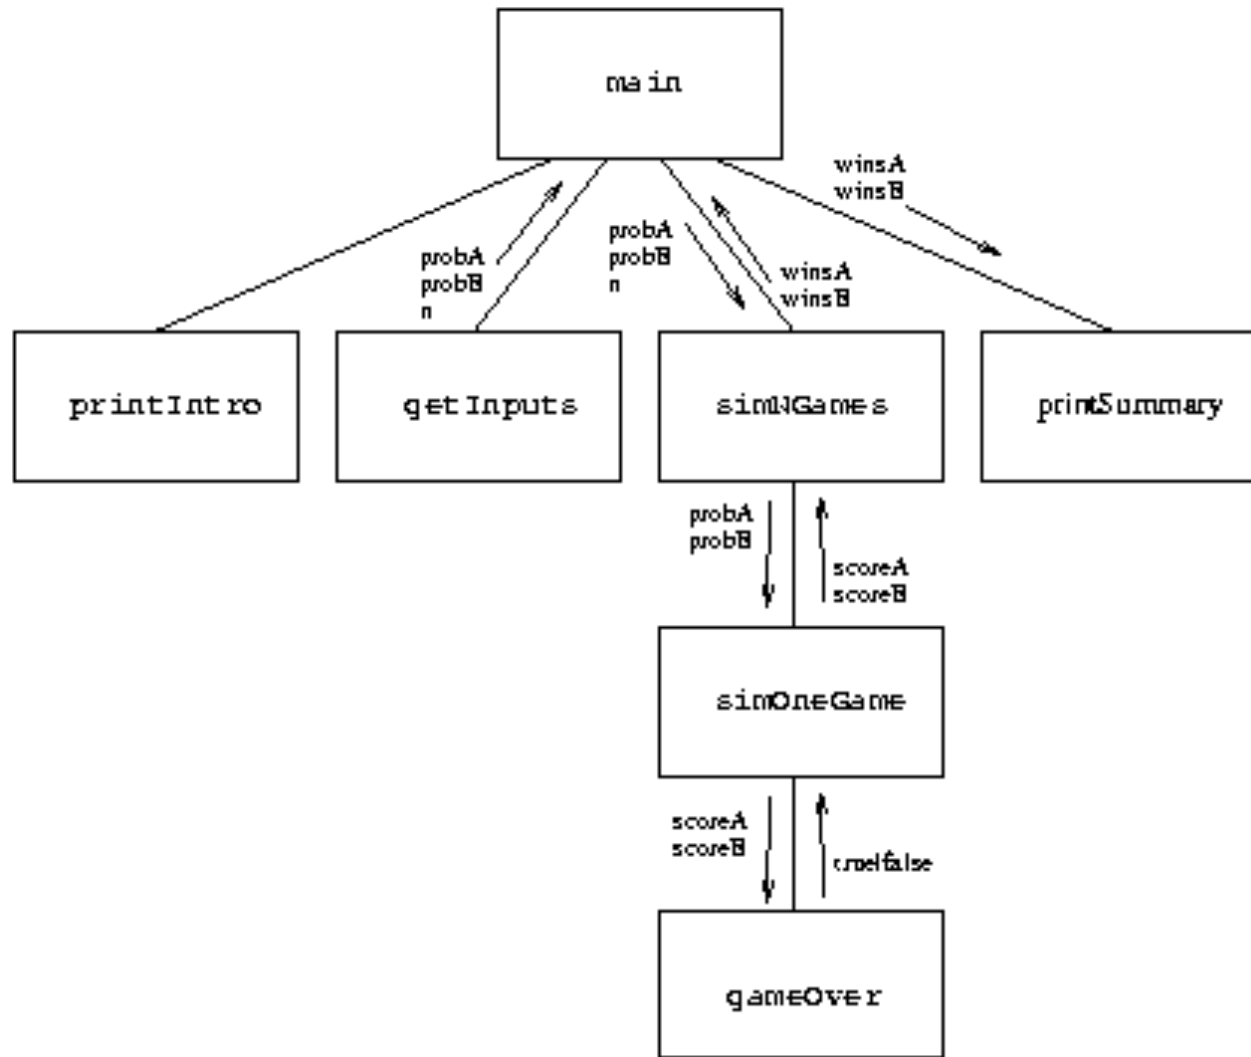 main
winsA
winsB
probA
probB
n
probA
probB
n
winsA
winsB
printIntro
getInputs
simNGames
printSummary
probA
probB
scoreA
scoreB
simOneGame
scoreA
scoreB
true|false
gameOver